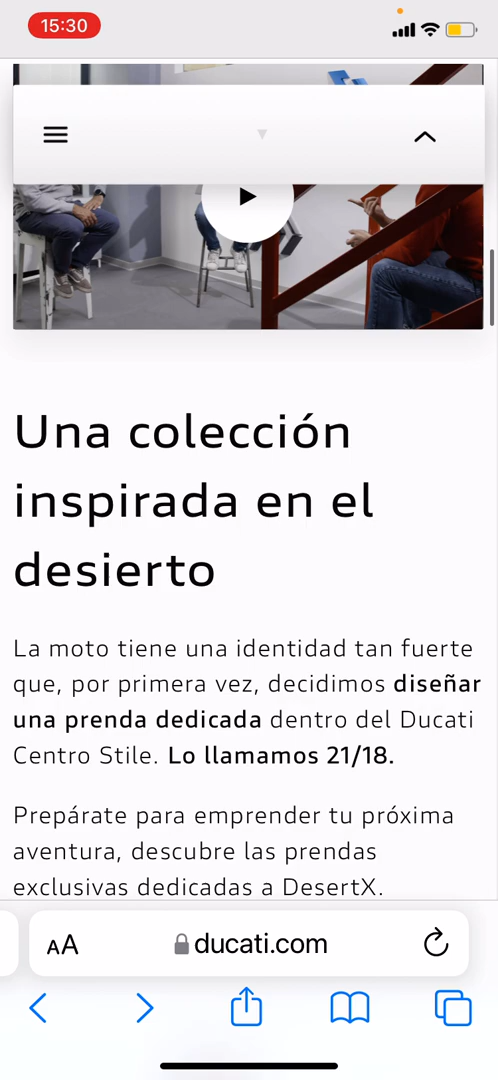 15:30
Una colección
inspirada en el
desierto
La moto tiene una identidad tan fuerte
que, por primera vez, decidimos diseñar
una prenda dedicada dentro del Ducati
Centro Stile. Lo llamamos 21/18.
Prepárate para emprender tu próxima
aventura, descubre las prendas
exclusivas dedicadas a DesertX.
AA ducati.com